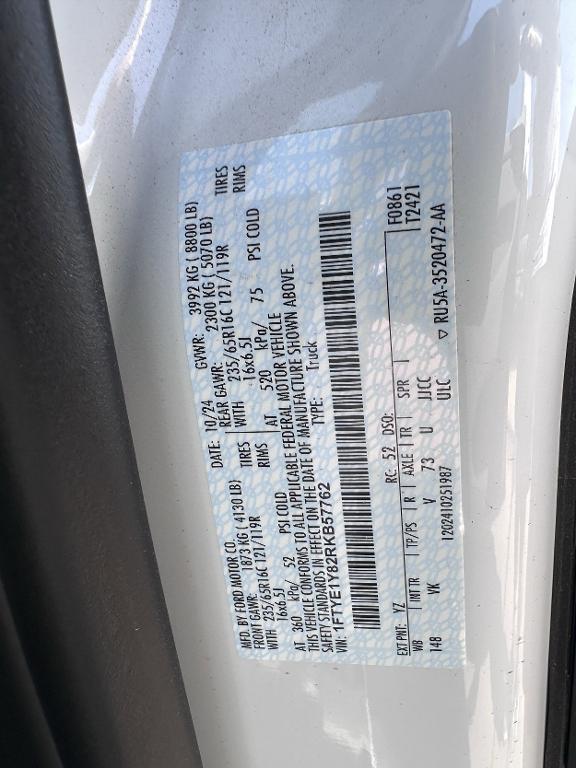 MFD. BY FORD MOTOR CO. DATE: 10/24 GVWR: 3992 KG ( 8800 LB)
FRONT GAWR: 1873 KG ( 4130 LB) REAR GAWR: 2300 KG ( 5070 LB)
WITH 235/65R16C 121/119R TIRES WITH 235/65R16C 121/119R TIRES
16x6.5J RIMS 16x6.5J RIMS
AT 360 kPa/ 52 PSI COLD AT 520 kPa/ 75 PSI COLD
THIS VEHICLE CONFORMS TO ALL APPLICABLE FEDERAL MOTOR VEHICLE
SAFETY STANDARDS IN EFFECT ON THE DATE OF MANUFACTURE SHOWN ABOVE.
VIN: 1FTYE1Y82RKB57762 TYPE: Truck
EXT PNT: YZ RC: 52 DSO: F0861
WB INT TR TP/PS R AXLE TR SPR T2421
148 VK V 73 U JJCC
ULC
1202410251987 ▽ RU5A-3520472-AA